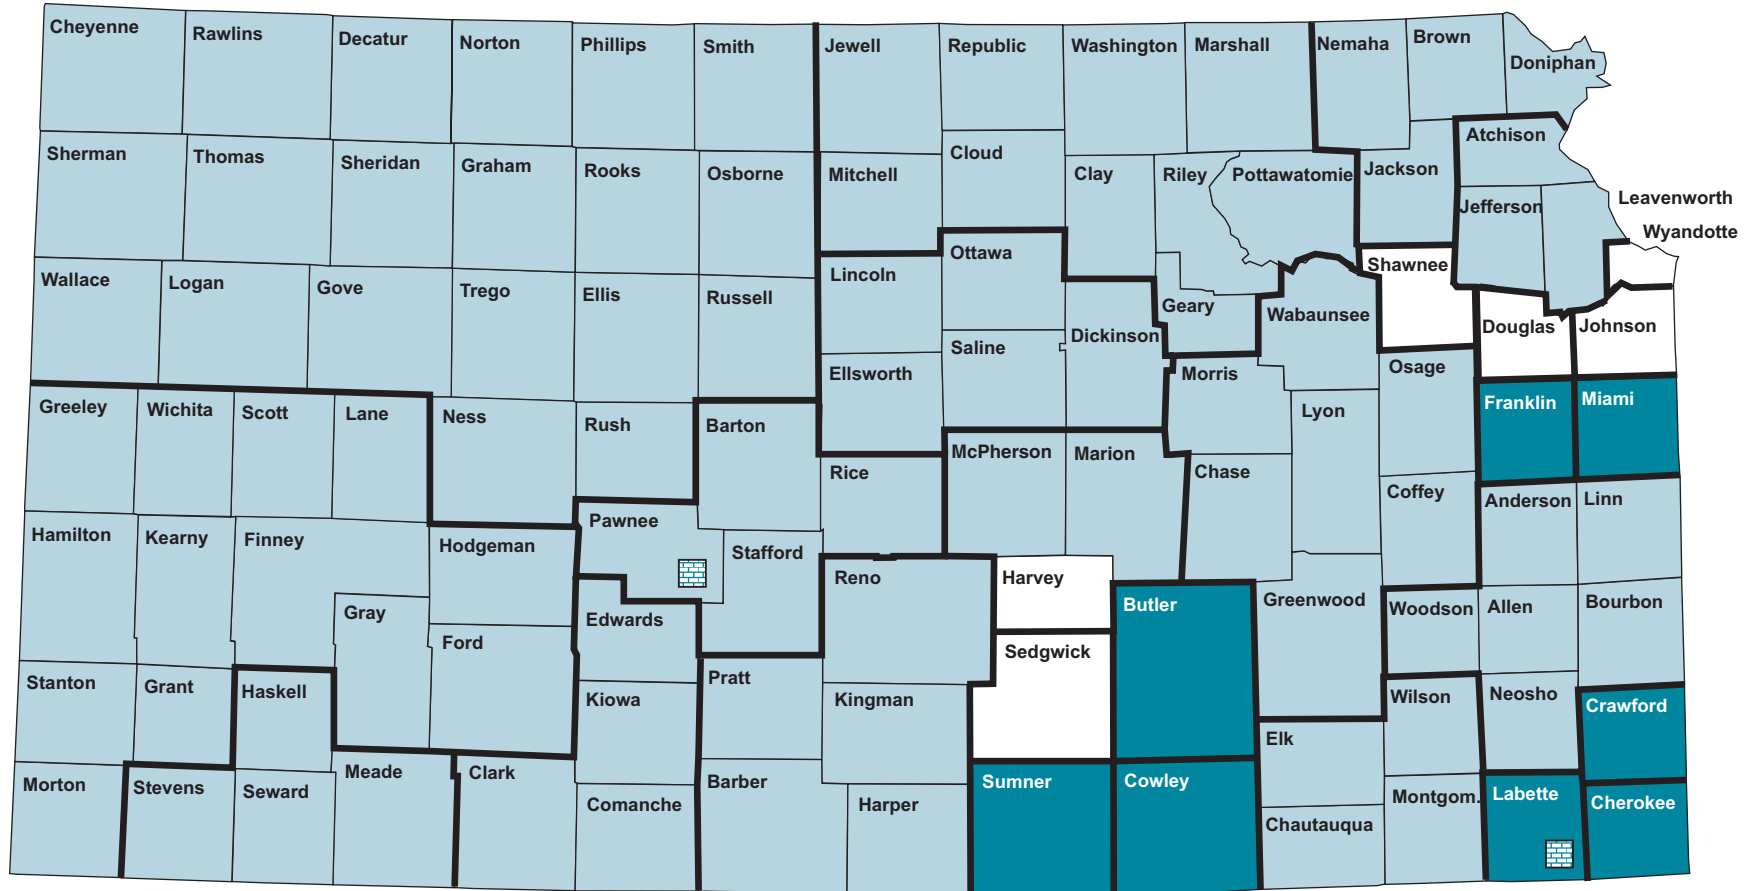 Cheyenne
Rawlins
Decatur
Norton
Phillips
Smith
Jewell
Republic
Washington
Marshall
Nemaha
Brown
Doniphan
Sherman
Thomas
Sheridan
Graham
Rooks
Osborne
Mitchell
Cloud
Clay
Riley
Pottawatomie
Jackson
Atchison
Jefferson
Leavenworth
Wyandotte
Wallace
Logan
Gove
Trego
Ellis
Russell
Lincoln
Ottawa
Saline
Dickinson
Geary
Wabaunsee
Shawnee
Douglas
Johnson
Ellsworth
Morris
Osage
Greeley
Wichita
Scott
Lane
Ness
Rush
Barton
Rice
McPherson
Marion
Chase
Lyon
Coffey
Franklin
Miami
Anderson
Linn
Hamilton
Kearny
Finney
Hodgeman
Pawnee
Stafford
Reno
Harvey
Butler
Greenwood
Woodson
Allen
Bourbon
Gray
Ford
Edwards
Sedgwick
Stanton
Grant
Haskell
Kiowa
Pratt
Kingman
Wilson
Neosho
Crawford
Elk
Morton
Stevens
Seward
Meade
Clark
Comanche
Barber
Harper
Sumner
Cowley
Chautauqua
Montgom.
Labette
Cherokee